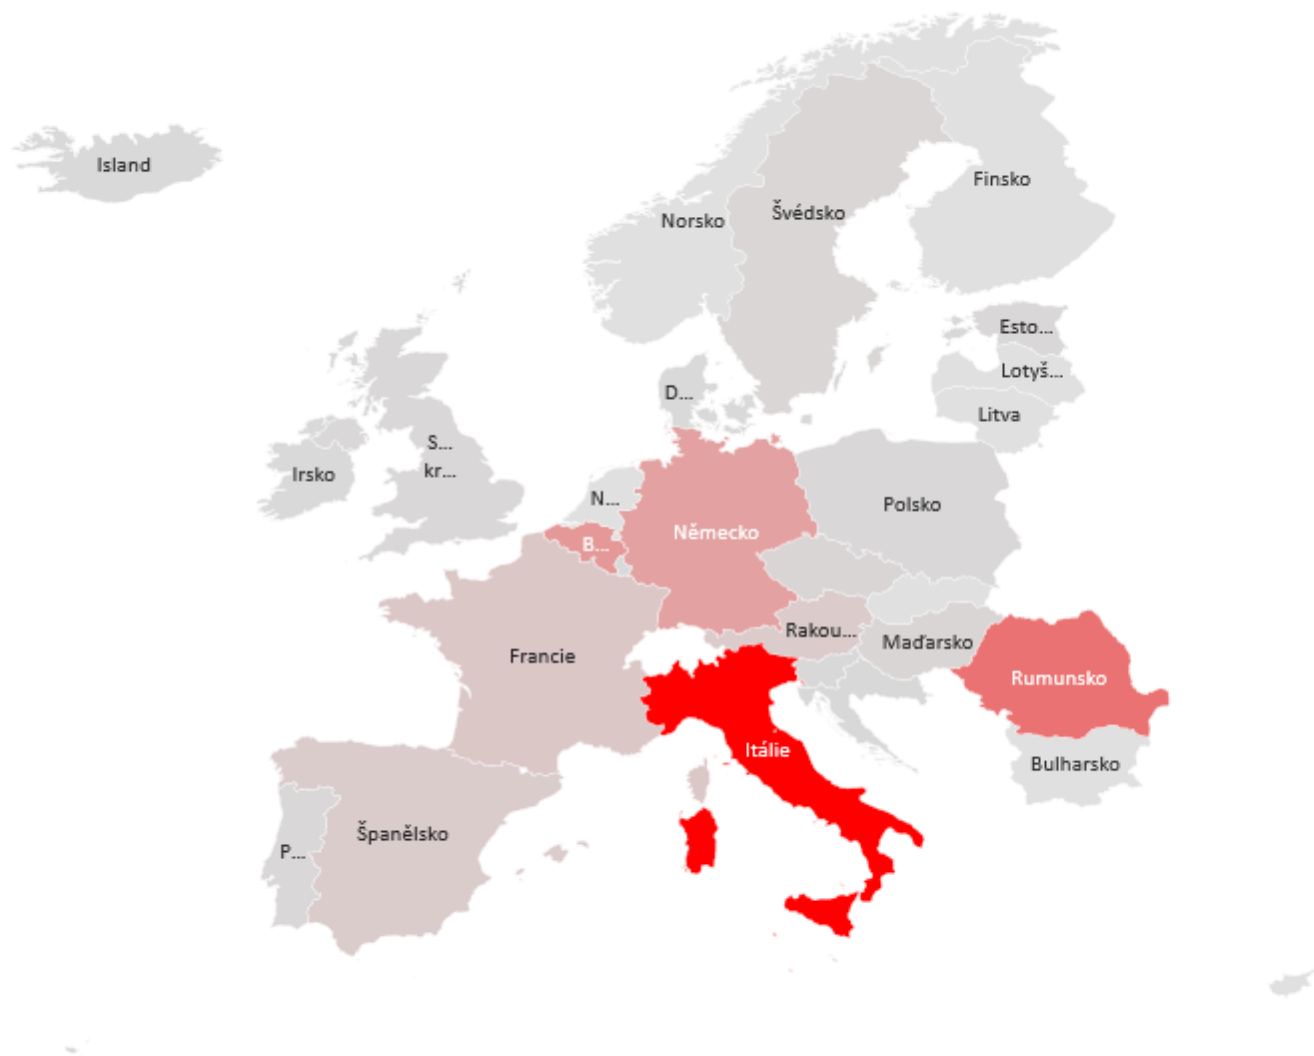 Island
Finsko
Norsko
Švédsko
Esto...
Lotyš...
D...
Litva
S...
kr...
Irsko
N...
Polsko
Německo
B...
Rakou...
Maďarsko
Francie
Rumunsko
Itálie
Bulharsko
Španělsko
P...